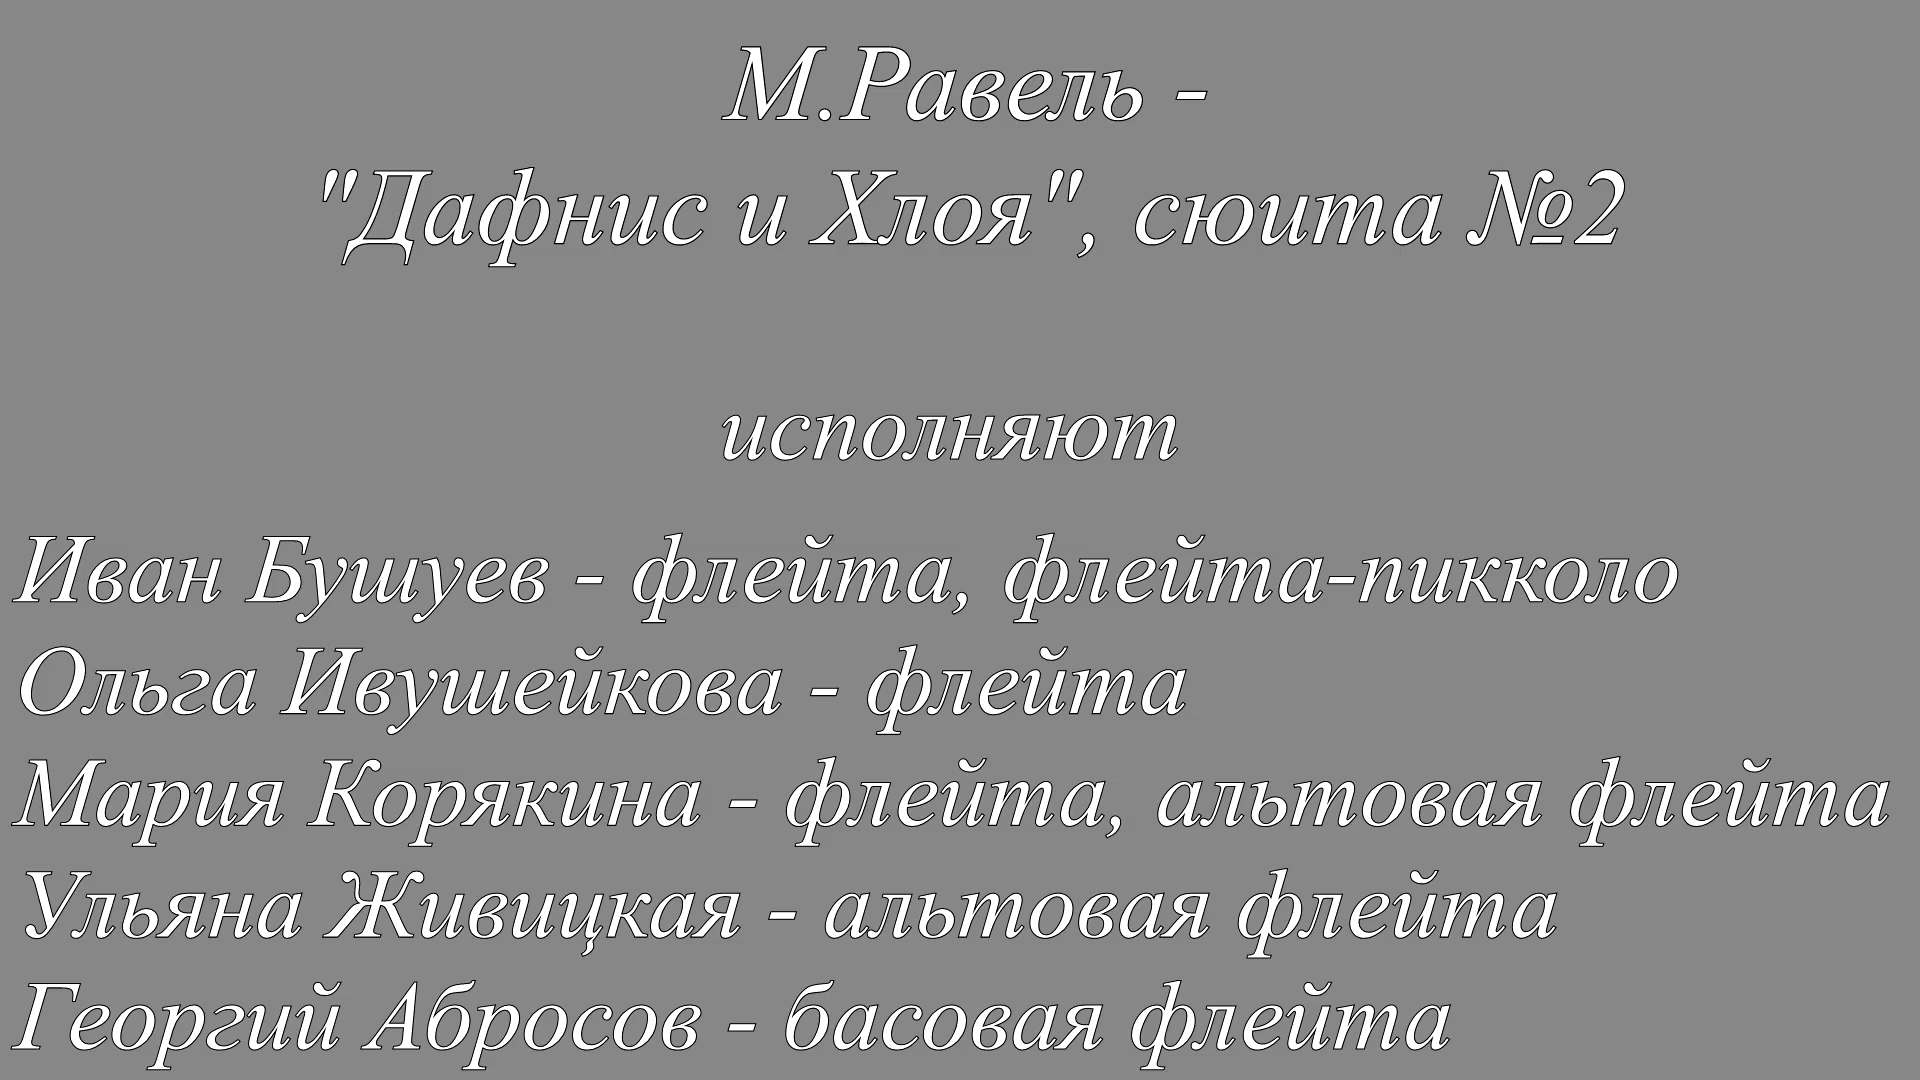 М.Равель -
"Дафнис и Хлоя", сюита №2
исполняют
Иван Бушуев - флейта, флейта-пикколо
Ольга Ивушейкова - флейта
Мария Корякина - флейта, альтовая флейта
Ульяна Живицкая - альтовая флейта
Георгий Абросов - басовая флейта